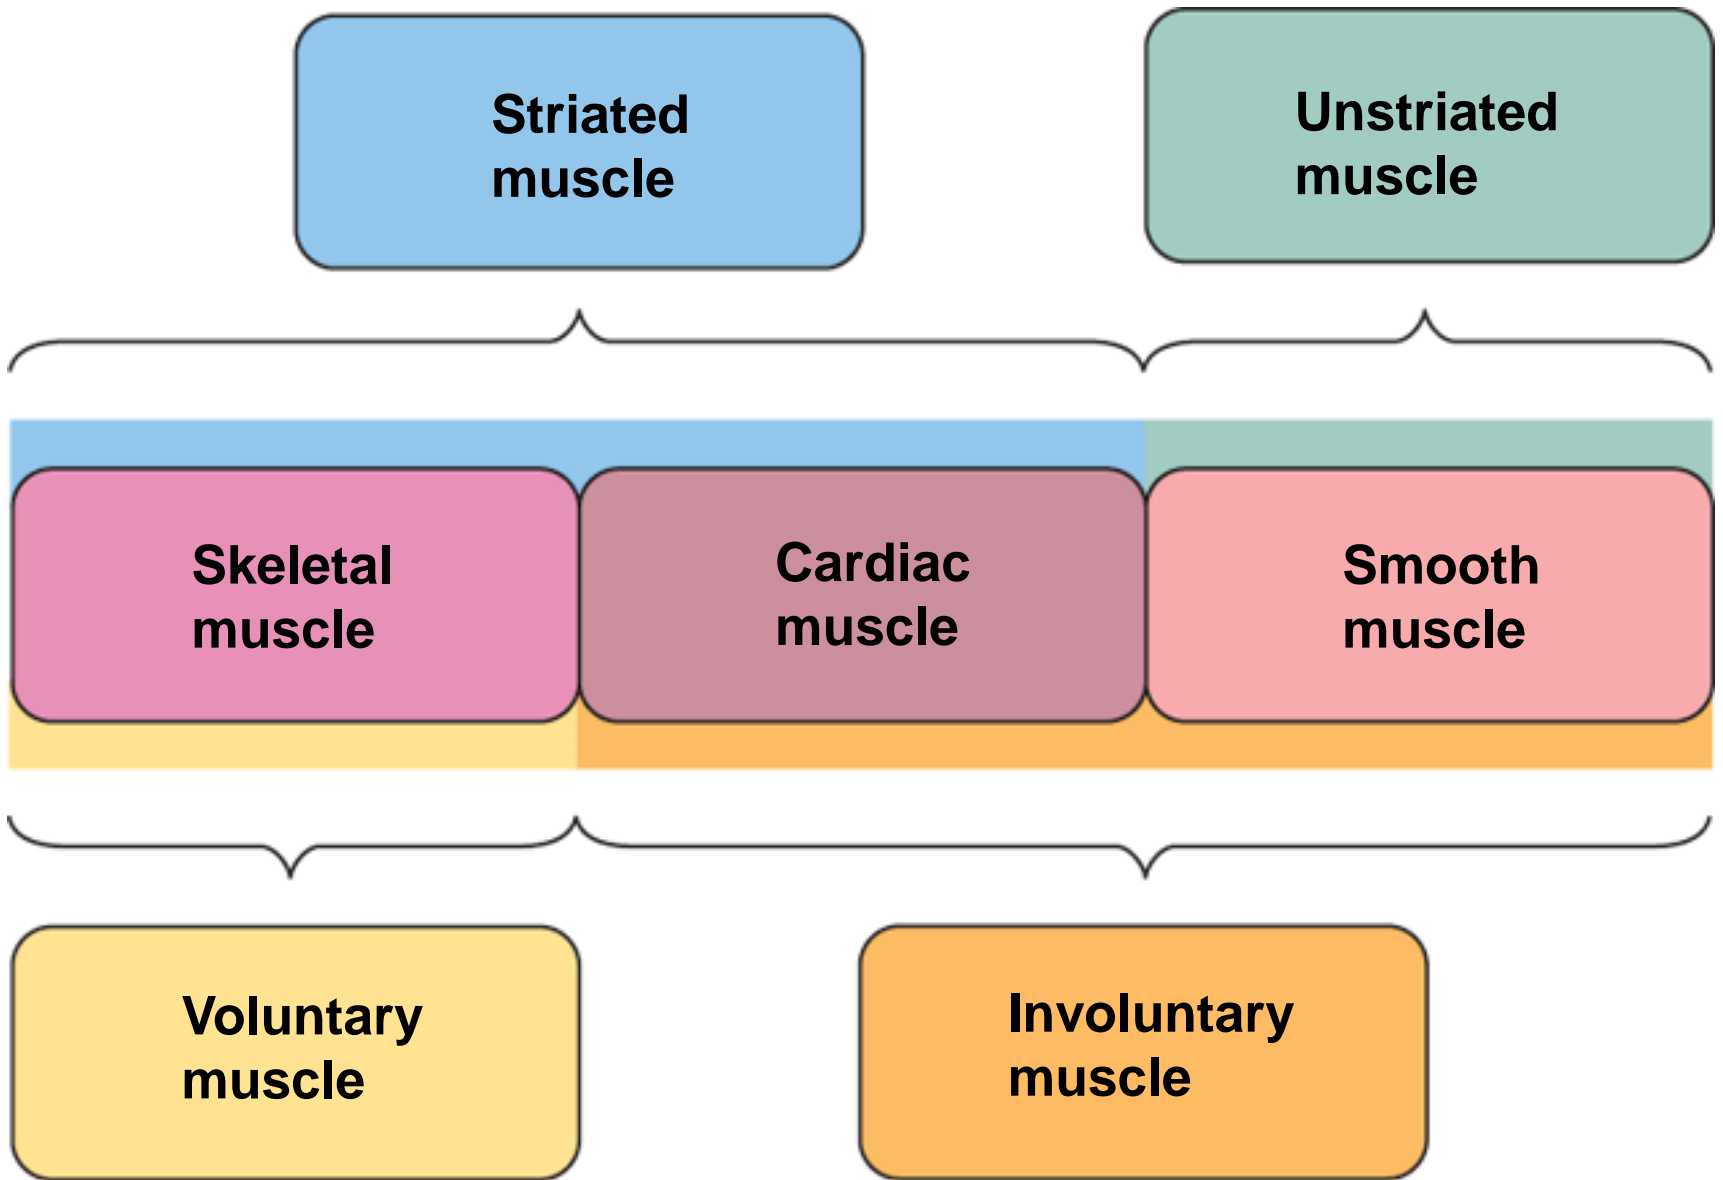 Striated
muscle
Unstriated
muscle
Skeletal
muscle
Cardiac
muscle
Smooth
muscle
Voluntary
muscle
Involuntary
muscle